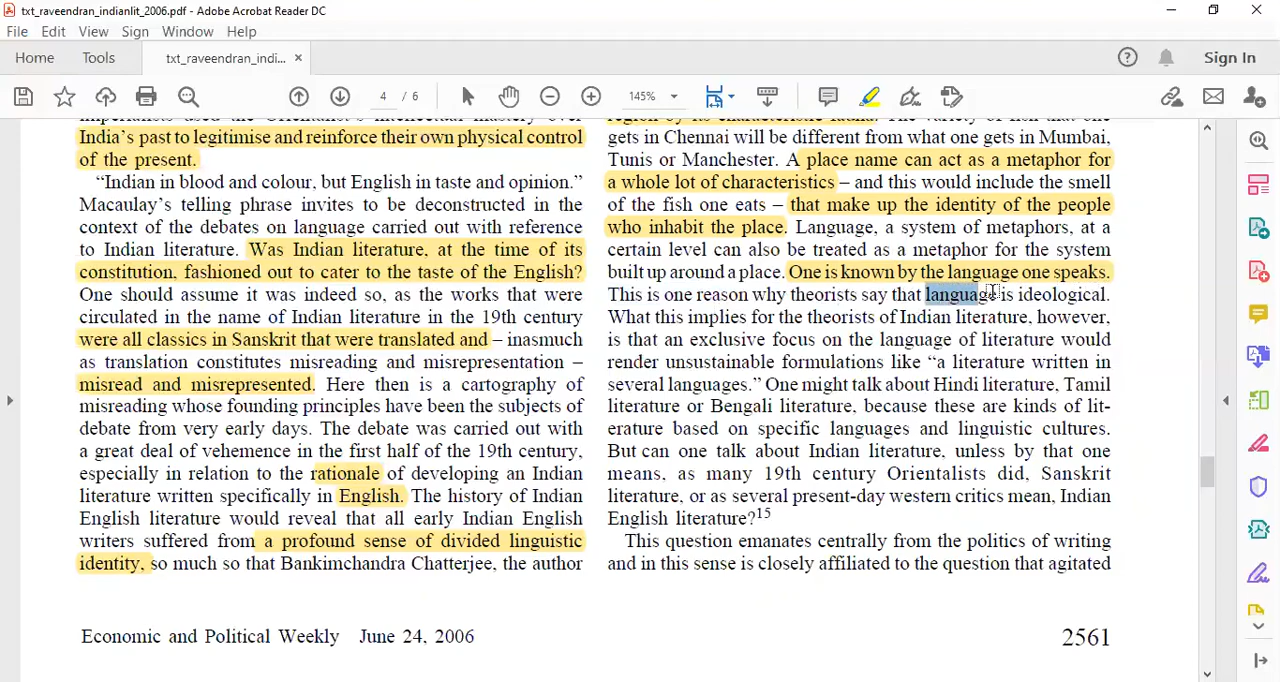 txt_raveendran_indianlit_2006.pdf - Adobe Acrobat Reader DC
File Edit View Sign Window Help
Home Tools txt_raveendran_indi... × Sign In
4 / 6 145%
India's past to legitimise and reinforce their own physical control
of the present.
"Indian in blood and colour, but English in taste and opinion."
Macaulay's telling phrase invites to be deconstructed in the
context of the debates on language carried out with reference
to Indian literature. Was Indian literature, at the time of its
constitution, fashioned out to cater to the taste of the English?
One should assume it was indeed so, as the works that were
circulated in the name of Indian literature in the 19th century
were all classics in Sanskrit that were translated and – inasmuch
as translation constitutes misreading and misrepresentation –
misread and misrepresented. Here then is a cartography of
misreading whose founding principles have been the subjects of
debate from very early days. The debate was carried out with
a great deal of vehemence in the first half of the 19th century,
especially in relation to the rationale of developing an Indian
literature written specifically in English. The history of Indian
English literature would reveal that all early Indian English
writers suffered from a profound sense of divided linguistic
identity, so much so that Bankimchandra Chatterjee, the author
gets in Chennai will be different from what one gets in Mumbai,
Tunis or Manchester. A place name can act as a metaphor for
a whole lot of characteristics – and this would include the smell
of the fish one eats – that make up the identity of the people
who inhabit the place. Language, a system of metaphors, at a
certain level can also be treated as a metaphor for the system
built up around a place. One is known by the language one speaks.
This is one reason why theorists say that language is ideological.
What this implies for the theorists of Indian literature, however,
is that an exclusive focus on the language of literature would
render unsustainable formulations like "a literature written in
several languages." One might talk about Hindi literature, Tamil
literature or Bengali literature, because these are kinds of lit-
erature based on specific languages and linguistic cultures.
But can one talk about Indian literature, unless by that one
means, as many 19th century Orientalists did, Sanskrit
literature, or as several present-day western critics mean, Indian
English literature?15
This question emanates centrally from the politics of writing
and in this sense is closely affiliated to the question that agitated
Economic and Political Weekly June 24, 2006 2561